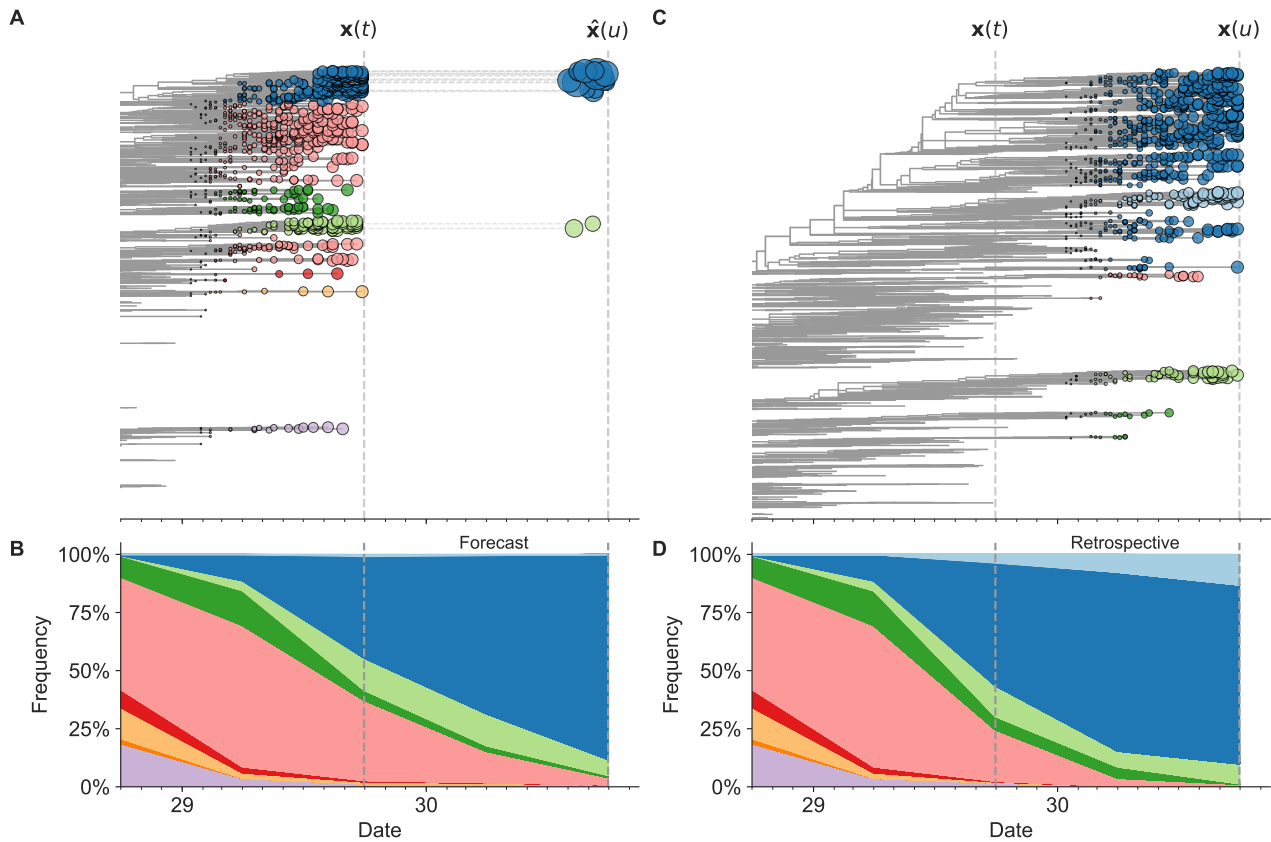 A
x(t)
x̂(u)
C
x(t)
x(u)
B
Forecast
100%
75%
50%
25%
0%
Frequency
29
30
Date
D
Retrospective
100%
75%
50%
25%
0%
Frequency
29
30
Date